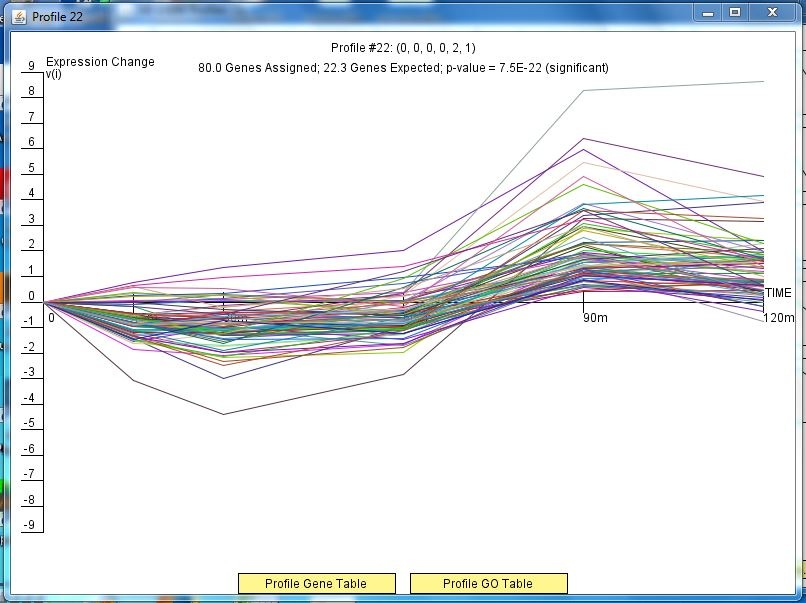 Profile 22
Profile #22: (0, 0, 0, 0, 2, 1)
80.0 Genes Assigned; 22.3 Genes Expected; p-value = 7.5E-22 (significant)
Expression Change
v(i)
9
8
7
6
5
4
3
2
1
0
-1
-2
-3
-4
-5
-6
-7
-8
-9
TIME
0
90m
120m
Profile Gene Table
Profile GO Table